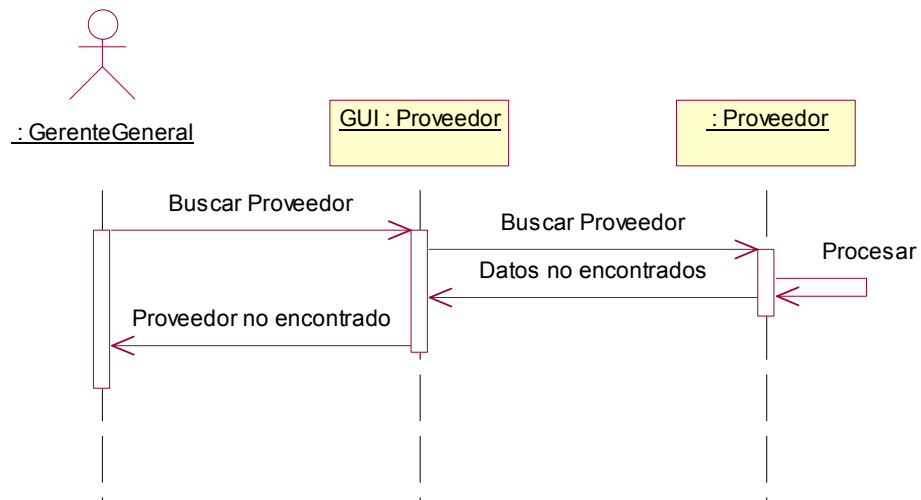 : GerenteGeneral
GUI : Proveedor
: Proveedor
Buscar Proveedor
Buscar Proveedor
Procesar
Datos no encontrados
Proveedor no encontrado